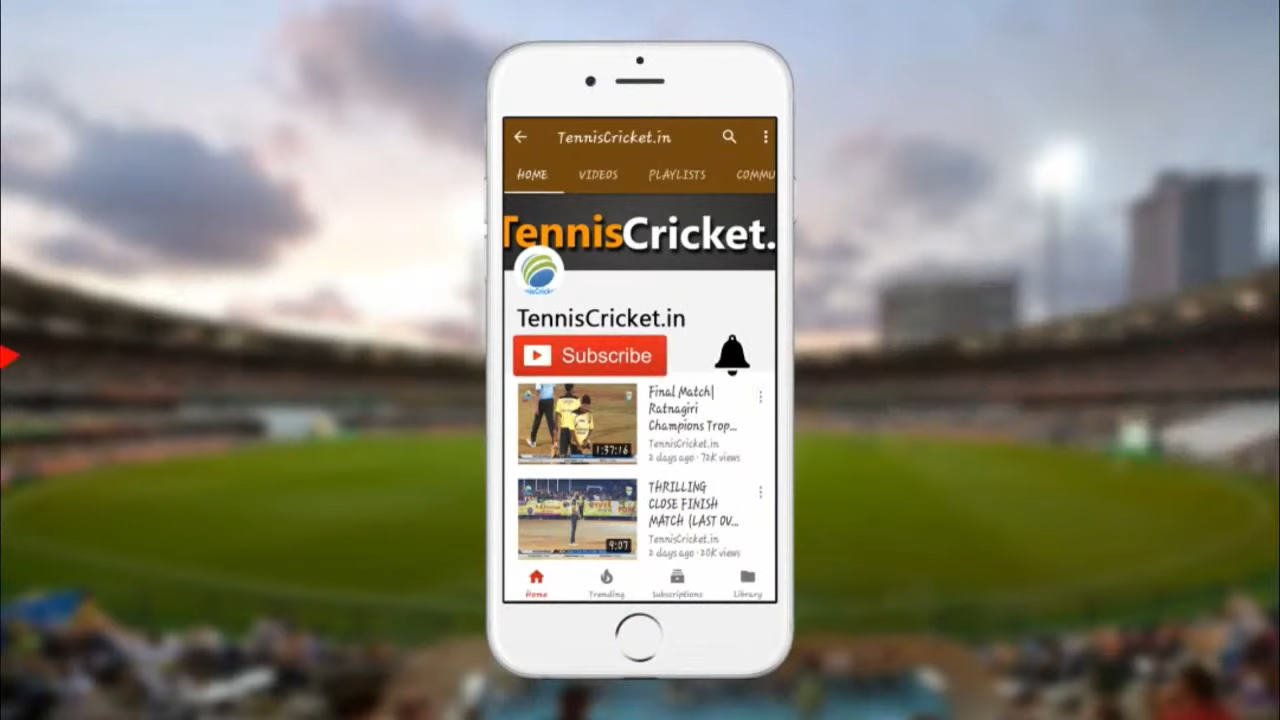 TennisCricket.in
HOME VIDEOS PLAYLISTS COMMU
TennisCricket.
TennisCricket.in
Subscribe
Final Match|
Ratnagiri
Champions Trop...
TennisCricket.in
2 days ago · 72K views
1:37:16
THRILLING
CLOSE FINISH
MATCH (LAST OV...
TennisCricket.in
2 days ago · 20K views
9:07
Home Trending Subscriptions Library